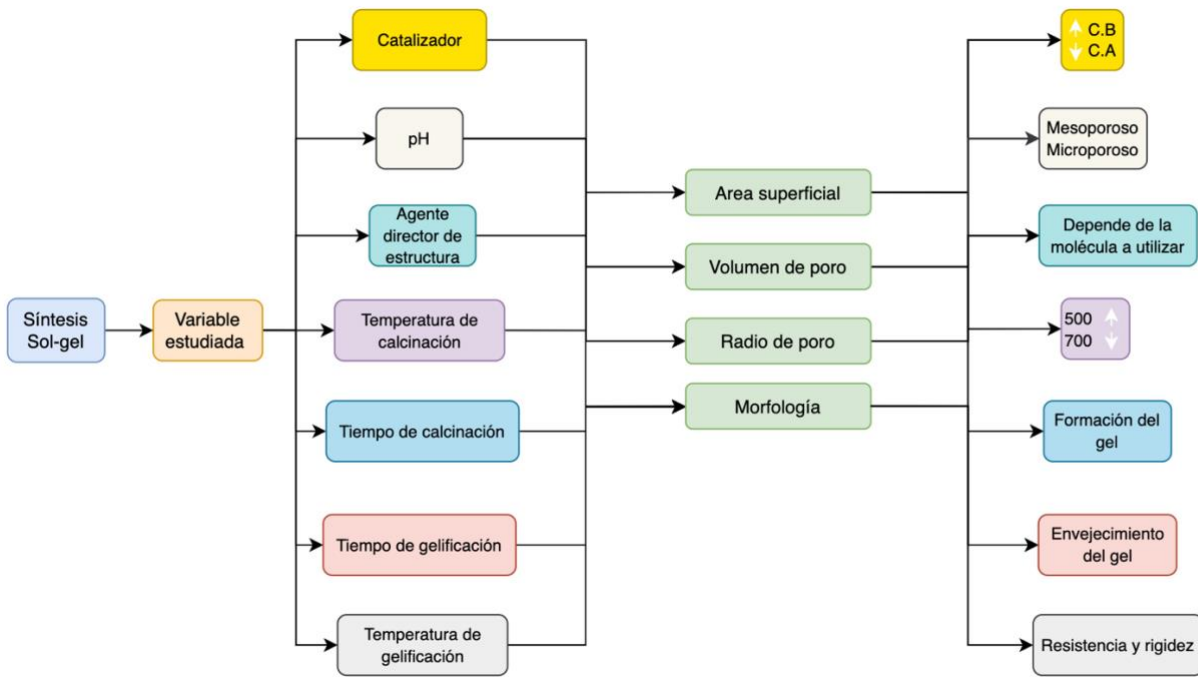 Síntesis
Sol-gel
Variable
estudiada
Catalizador
pH
Agente
director de
estructura
Temperatura de
calcinación
Tiempo de calcinación
Tiempo de gelificación
Temperatura de
gelificación
Area superficial
Volumen de poro
Radio de poro
Morfología
C.B
C.A
Mesoporoso
Microporoso
Depende de la
molécula a utilizar
500
700
Formación del
gel
Envejecimiento
del gel
Resistencia y rigidez